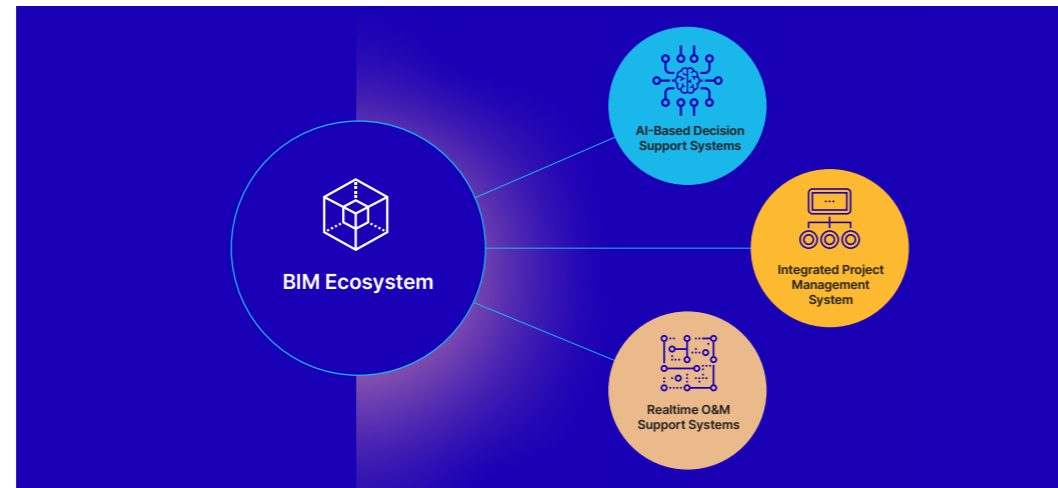 AI-Based Decision
Support Systems
BIM Ecosystem
Integrated Project
Management
System
Realtime O&M
Support Systems